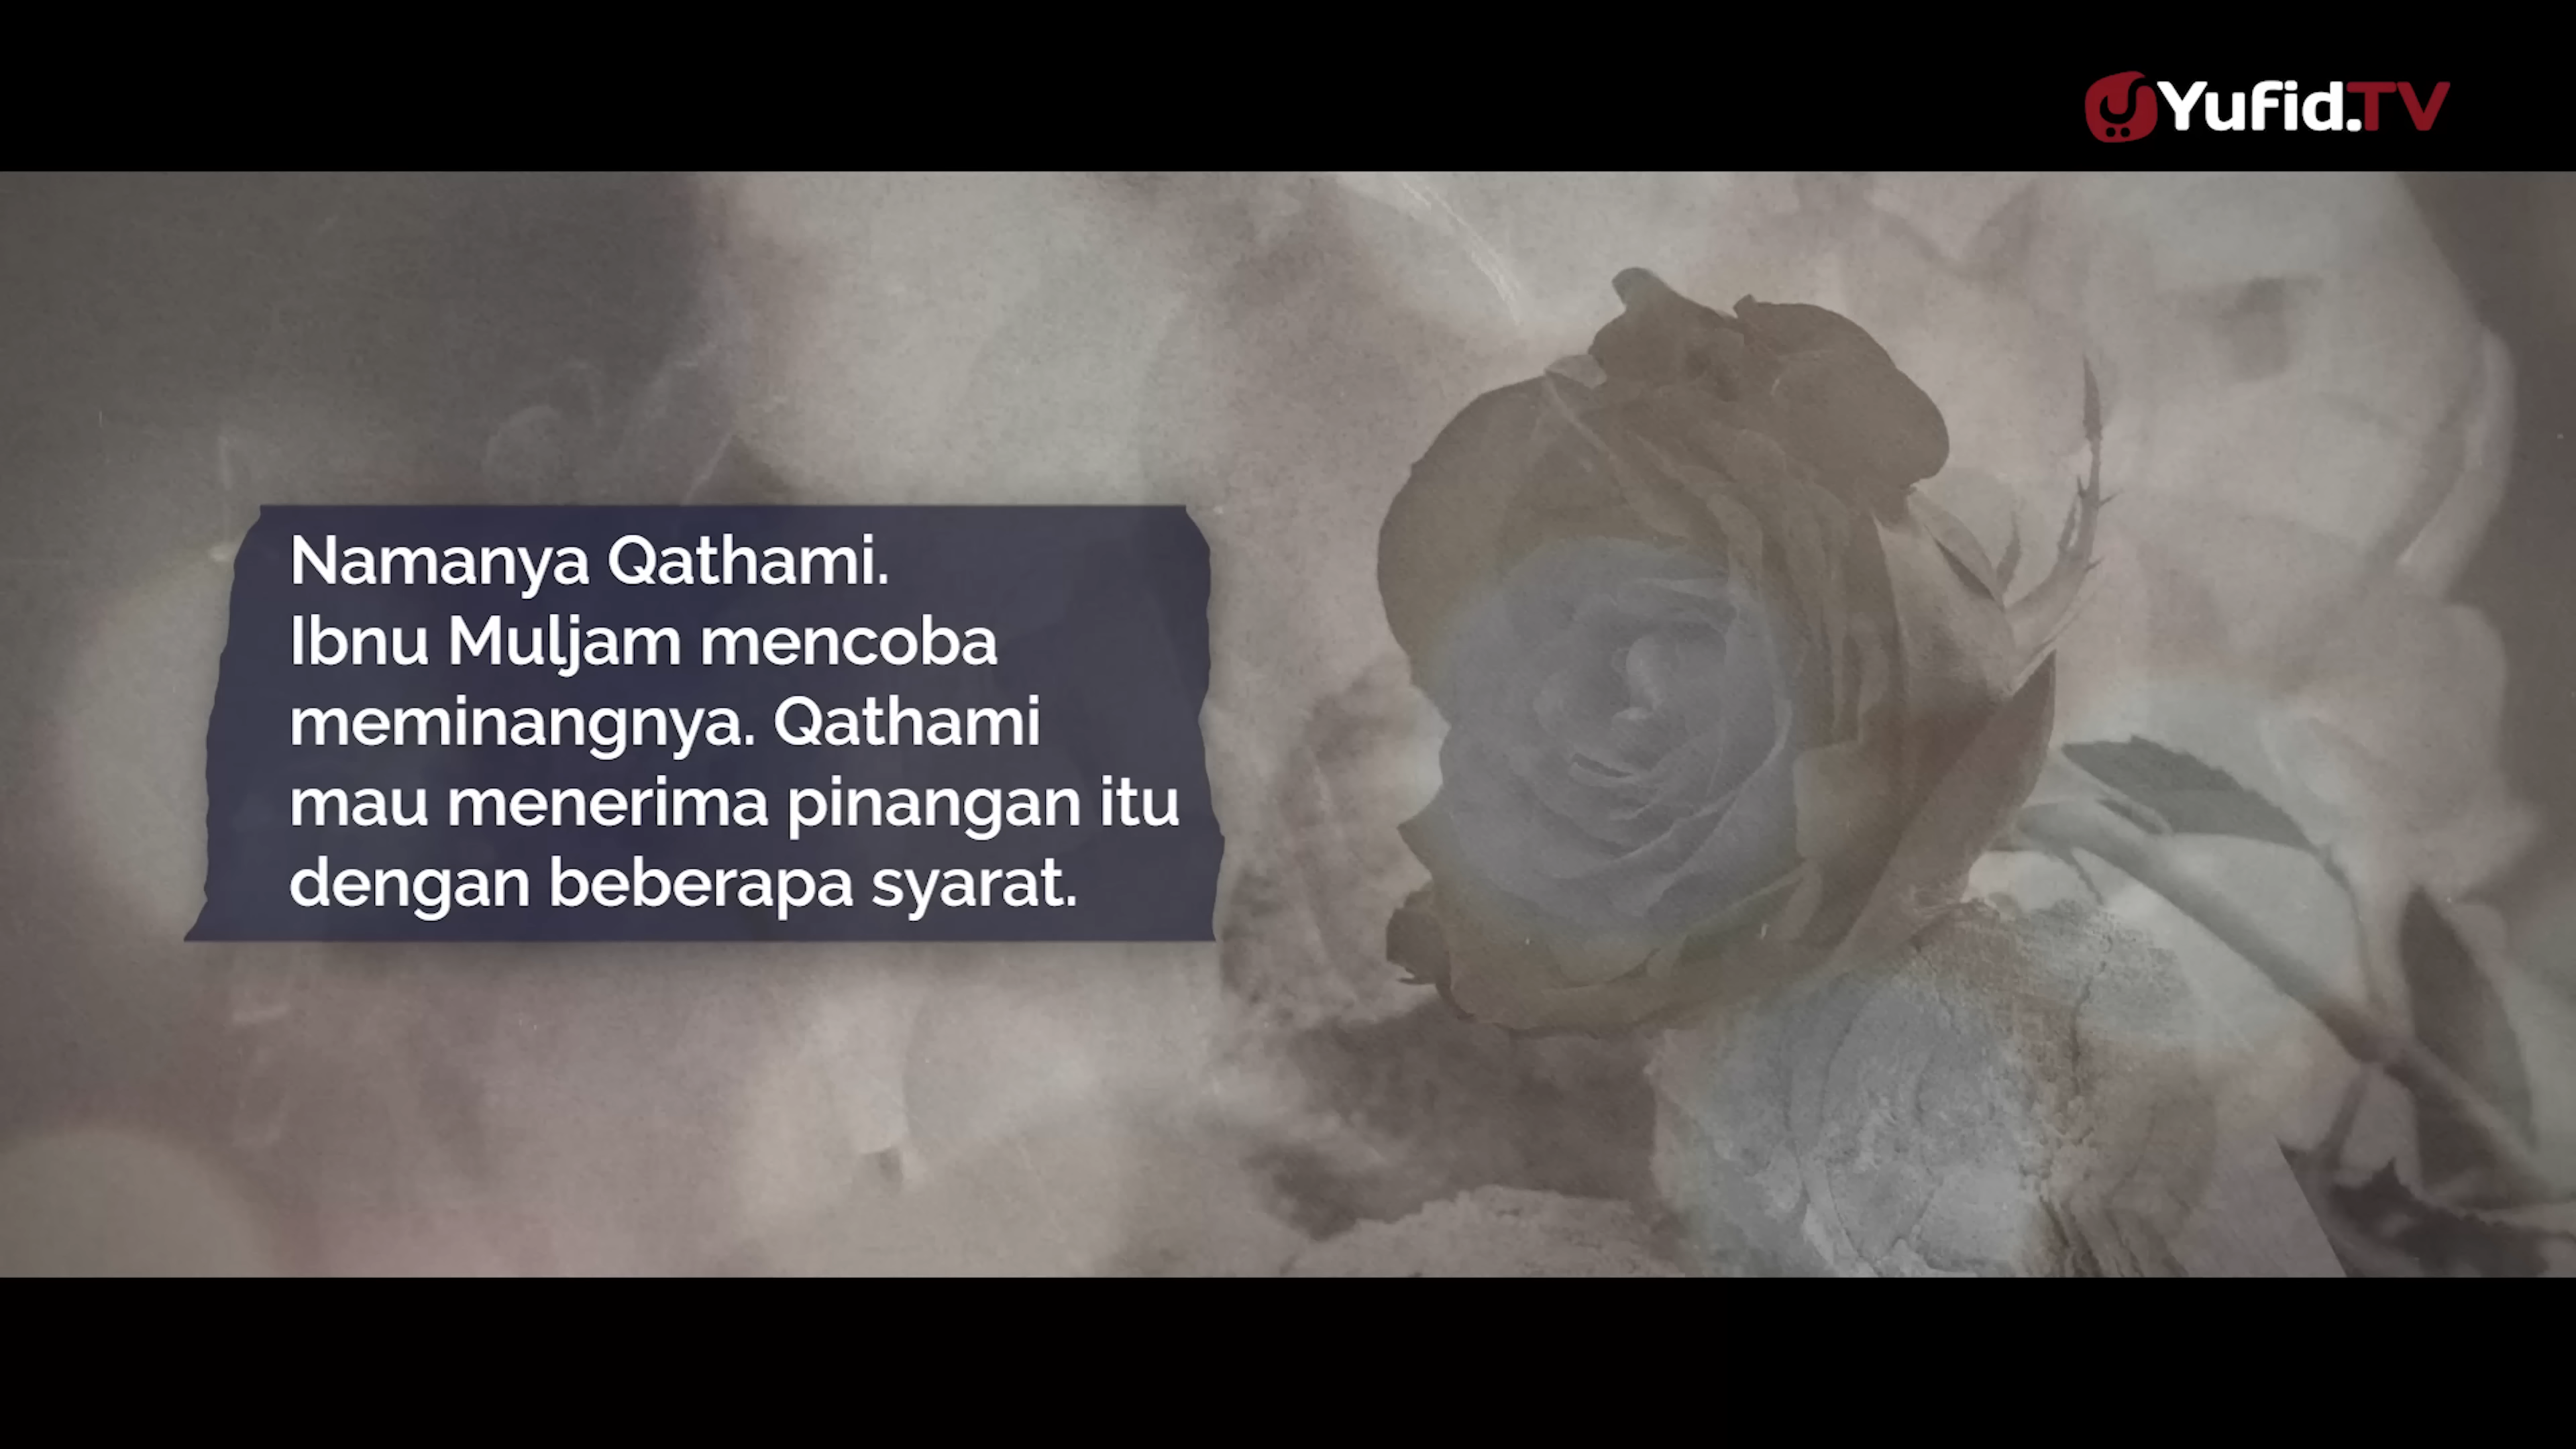 Yufid.TV
Namanya Qathami.
Ibnu Muljam mencoba
meminangnya. Qathami
mau menerima pinangan itu
dengan beberapa syarat.